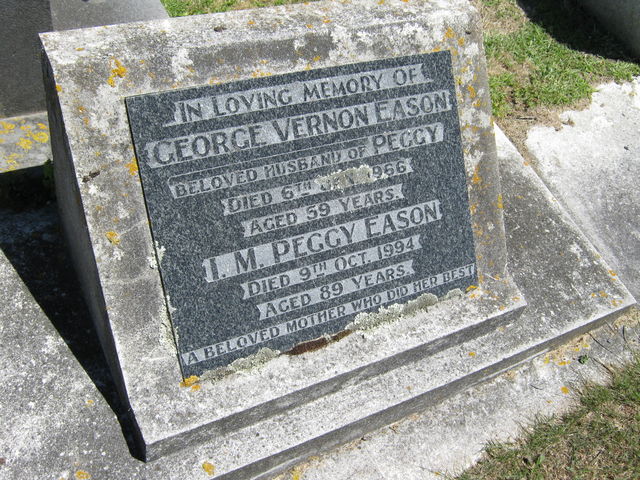 IN LOVING MEMORY OF
GEORGE VERNON EASON
BELOVED HUSBAND OF PEGGY
DIED 6TH 1966
AGED 59 YEARS.
I. M. PEGGY EASON
DIED 9TH OCT. 1994
AGED 89 YEARS.
A BELOVED MOTHER WHO DID HER BEST